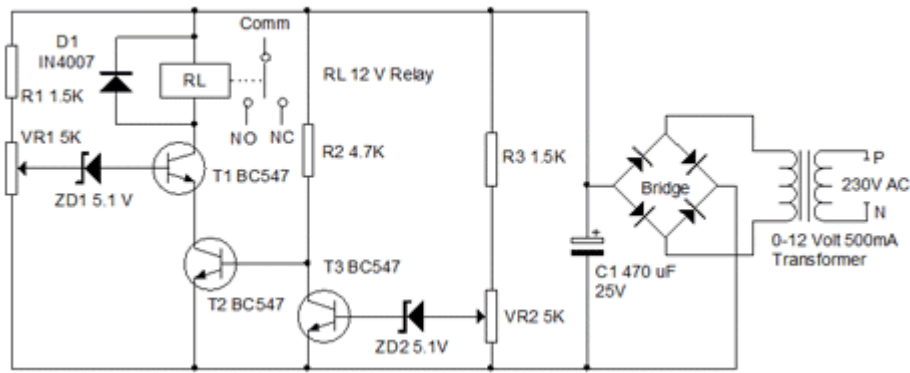 Comm
D1
IN4007
RL
RL 12 V Relay
R1 1.5K
NO
NC
VR1 5K
R2 4.7K
R3 1.5K
T1 BC547
ZD1 5.1 V
Bridge
P
230V AC
N
0-12 Volt 500mA
Transformer
+
C1 470 uF
25V
T3 BC547
T2 BC547
VR2 5K
ZD2 5.1V